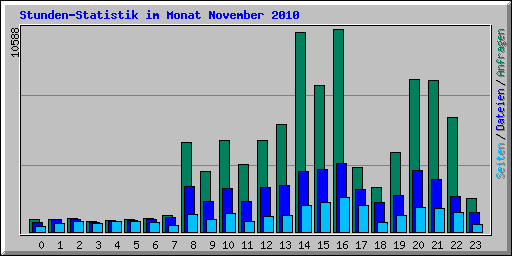 Stunden-Statistik im Monat November 2010
10588
Seiten / Dateien / Anfragen
0 1 2 3 4 5 6 7 8 9 10 11 12 13 14 15 16 17 18 19 20 21 22 23